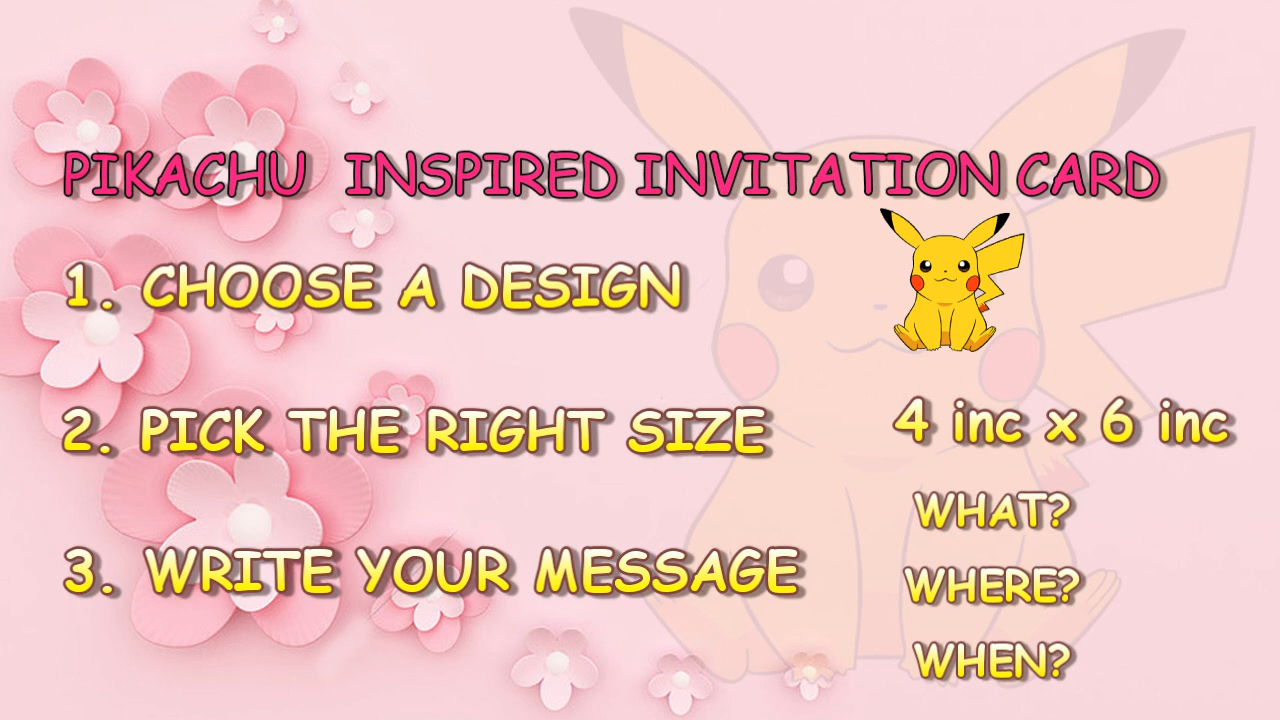 PIKACHU INSPIRED INVITATION CARD
1. CHOOSE A DESIGN
2. PICK THE RIGHT SIZE
4 inc x 6 inc
3. WRITE YOUR MESSAGE
WHAT?
WHERE?
WHEN?